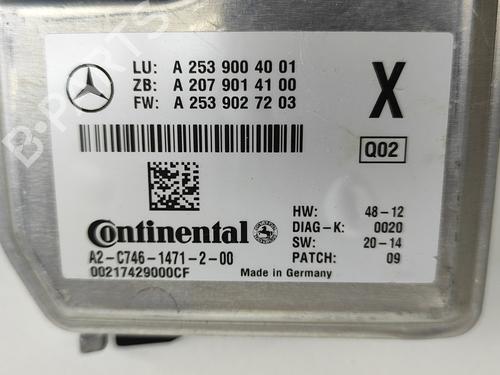 LU: A 253 900 40 01
ZB: A 207 901 41 00
FW: A 253 902 72 03
X
Q02
Continental
A2-C746-1471-2-00
00217429000CF
HW: 48-12
DIAG-K: 0020
SW: 20-14
PATCH: 09
Made in Germany
B-PARTS